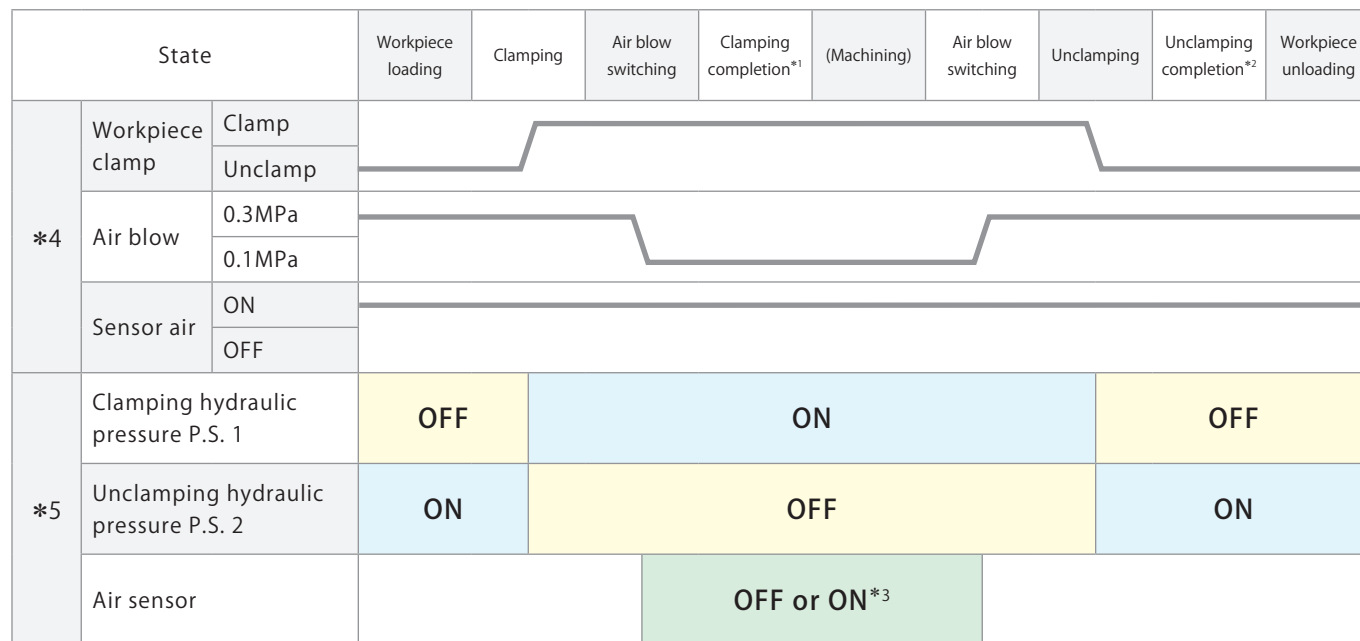 State
Workpiece
loading
Clamping
Air blow
switching
Clamping
completion*1
(Machining)
Air blow
switching
Unclamping
Unclamping
completion*2
Workpiece
unloading
*4
Workpiece
clamp
Clamp
Unclamp
Air blow
0.3MPa
0.1MPa
Sensor air
ON
OFF
*5
Clamping hydraulic
pressure P.S. 1
OFF
ON
OFF
Unclamping hydraulic
pressure P.S. 2
ON
OFF
ON
Air sensor
OFF or ON*3